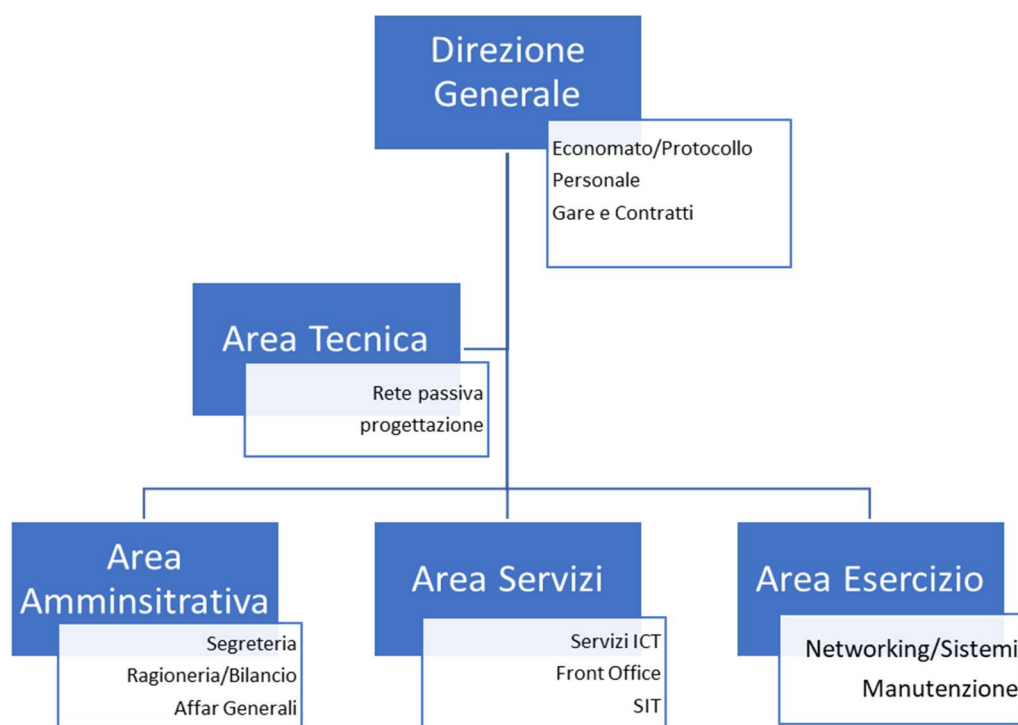 Direzione
Generale
Economato/Protocollo
Personale
Gare e Contratti
Area Tecnica
Rete passiva
progettazione
Area
Amminsitrativa
Segreteria
Ragioneria/Bilancio
Affar Generali
Area Servizi
Servizi ICT
Front Office
SIT
Area Esercizio
Networking/Sistemi
Manutenzione